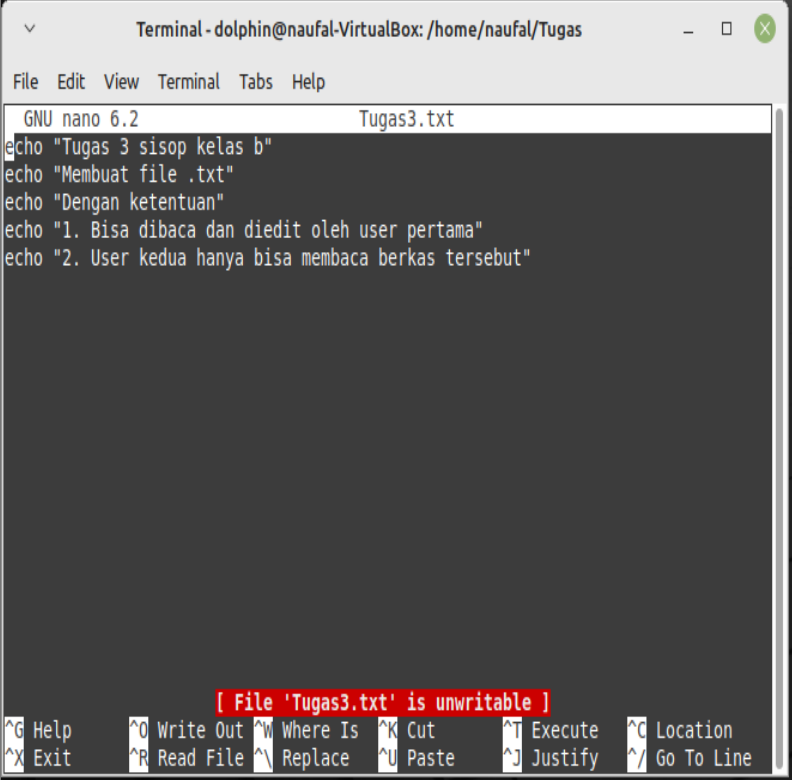 Terminal - dolphin@naufal-VirtualBox: /home/naufal/Tugas
File Edit View Terminal Tabs Help
GNU nano 6.2 Tugas3.txt
echo "Tugas 3 sisop kelas b"
echo "Membuat file .txt"
echo "Dengan ketentuan"
echo "1. Bisa dibaca dan diedit oleh user pertama"
echo "2. User kedua hanya bisa membaca berkas tersebut"
[ File 'Tugas3.txt' is unwritable ]
^G Help ^O Write Out ^W Where Is ^K Cut ^T Execute ^C Location
^X Exit ^R Read File ^\ Replace ^U Paste ^J Justify ^/ Go To Line